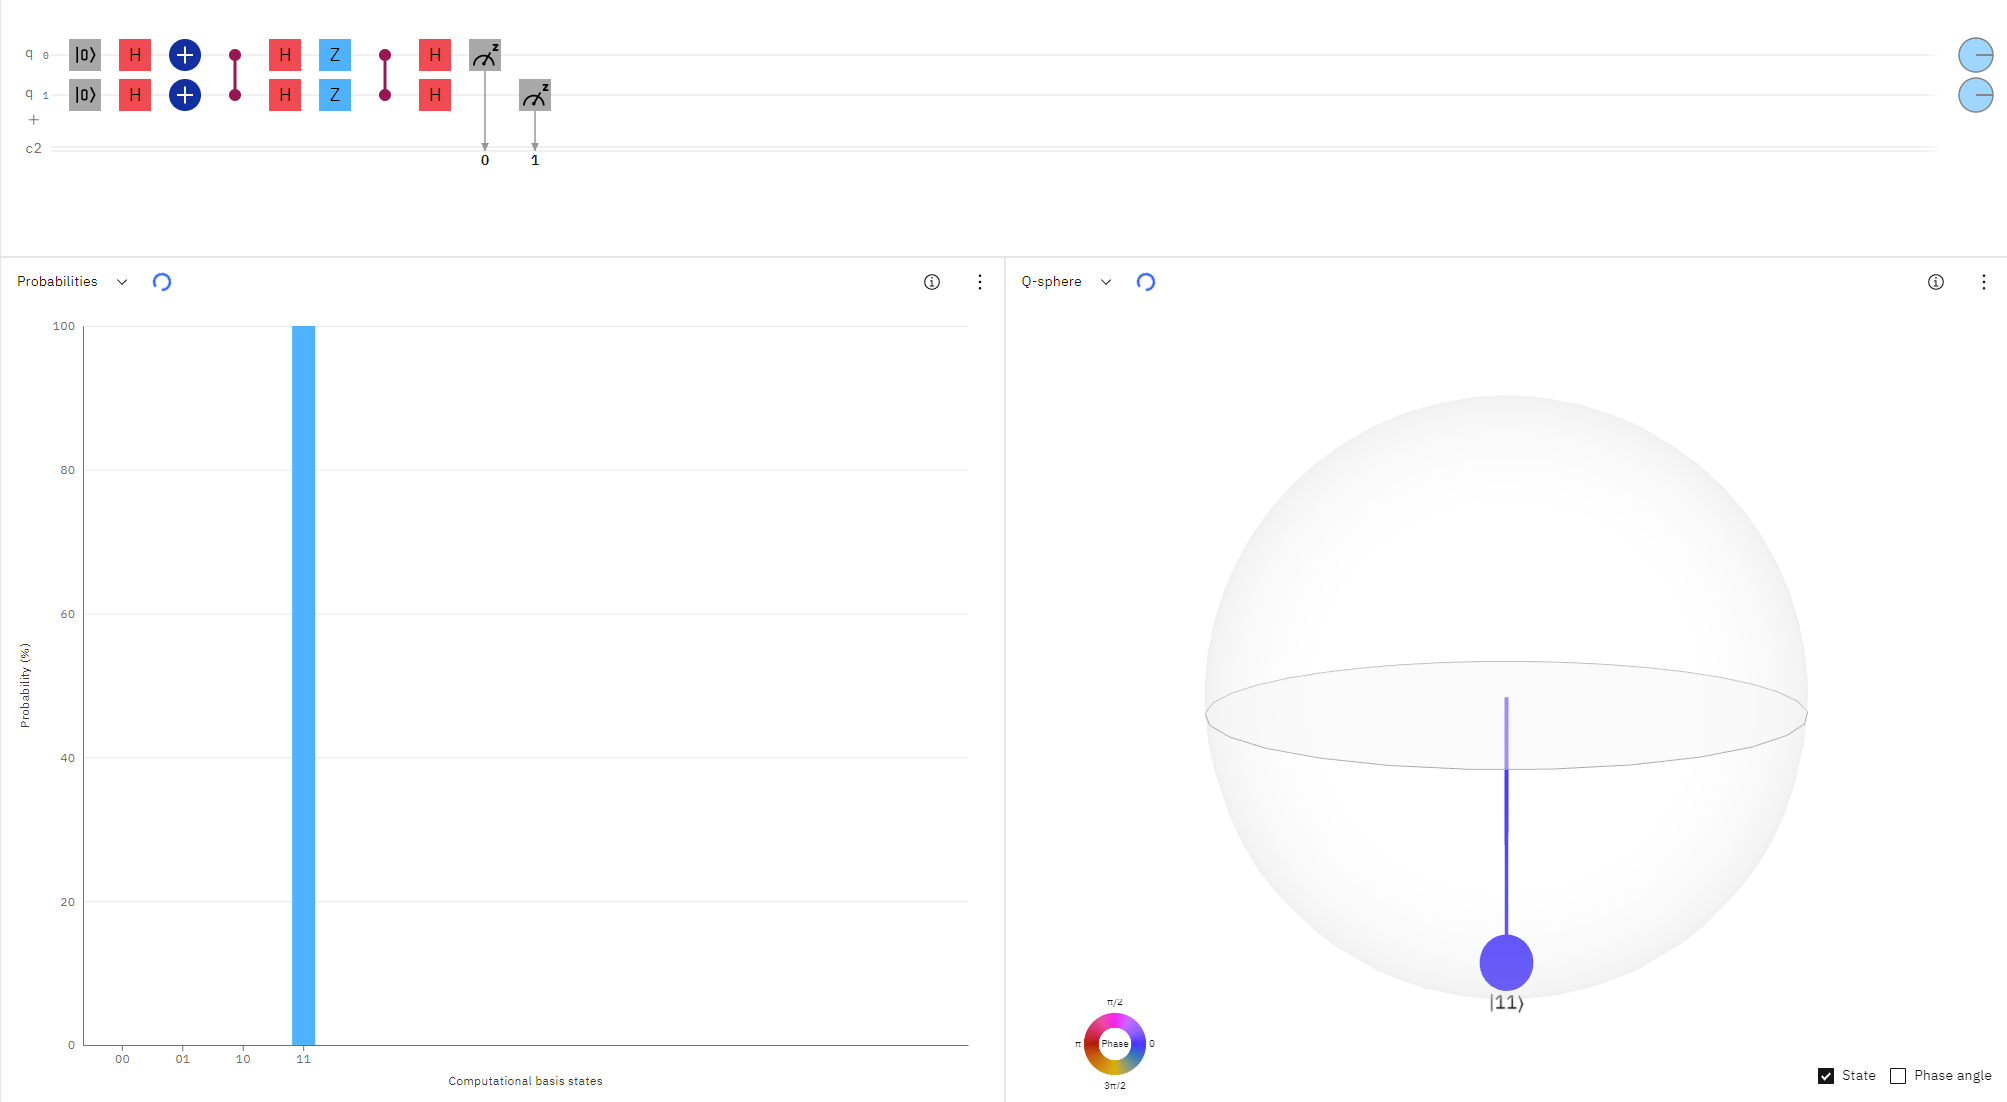 q 0 |0⟩ H H Z H z
q 1 |0⟩ H H Z H z
+
c2
0 1
Probabilities
Q-sphere
100
80
60
40
20
0
Probability (%)
00 01 10 11
Computational basis states
|11⟩
π/2
π Phase 0
3π/2
State Phase angle